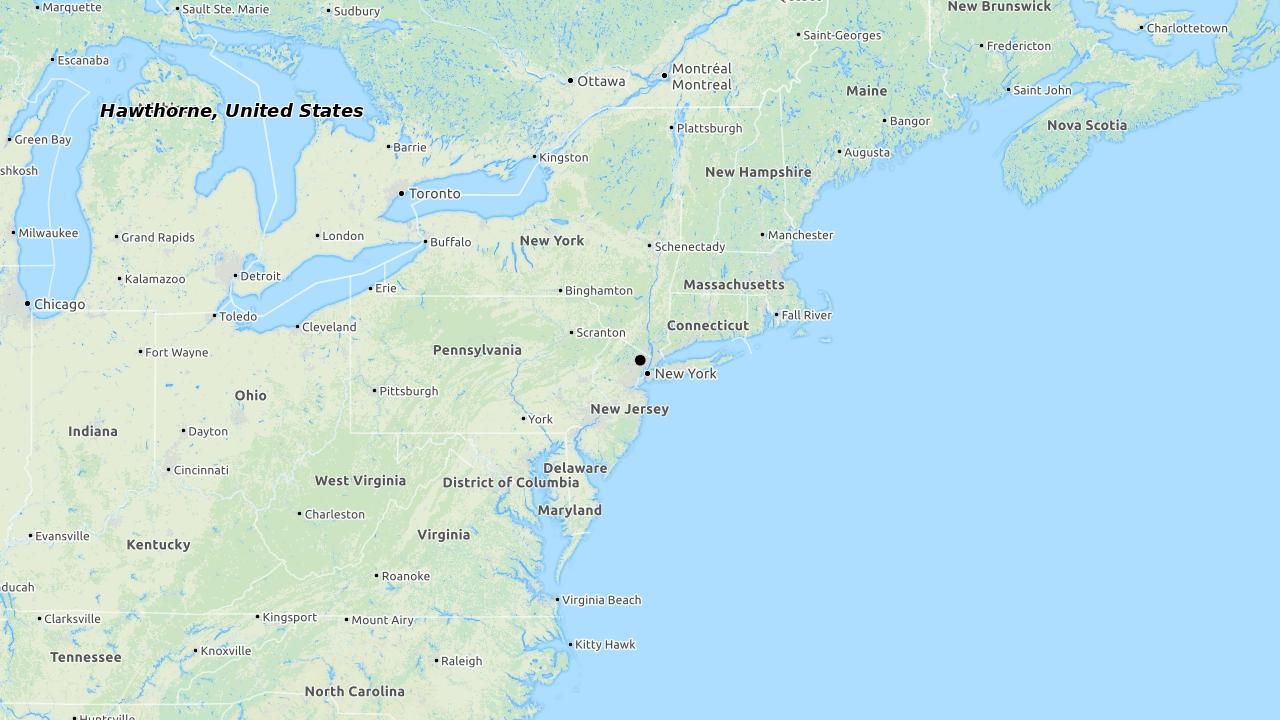 Marquette
Sault Ste. Marie
Sudbury
New Brunswick
Charlottetown
Saint-Georges
Fredericton
Escanaba
Ottawa
Montréal
Montreal
Maine
Saint John
Hawthorne, United States
Plattsburgh
Bangor
Nova Scotia
Green Bay
Barrie
Kingston
Augusta
shkosh
New Hampshire
Toronto
Milwaukee
Grand Rapids
London
Buffalo
New York
Schenectady
Manchester
Kalamazoo
Detroit
Erie
Binghamton
Massachusetts
Chicago
Toledo
Cleveland
Scranton
Connecticut
Fall River
Fort Wayne
Pennsylvania
New York
Ohio
Pittsburgh
New Jersey
York
Indiana
Dayton
Cincinnati
Delaware
West Virginia
District of Columbia
Maryland
Charleston
Evansville
Kentucky
Virginia
Roanoke
ducah
Virginia Beach
Clarksville
Kingsport
Mount Airy
Kitty Hawk
Tennessee
Knoxville
Raleigh
North Carolina
Huntsville